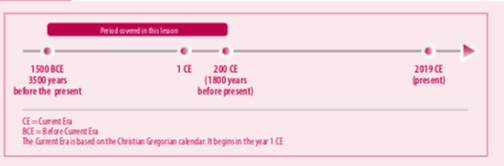 Period covered in this lesson
1500 BCE
3500 years
before the present
1 CE
200 CE
(1800 years
before present)
2019 CE
(present)
CE = Current Era
BCE = Before Current Era
The Current Era is based on the Christian Gregorian calendar. It begins in the year 1 CE